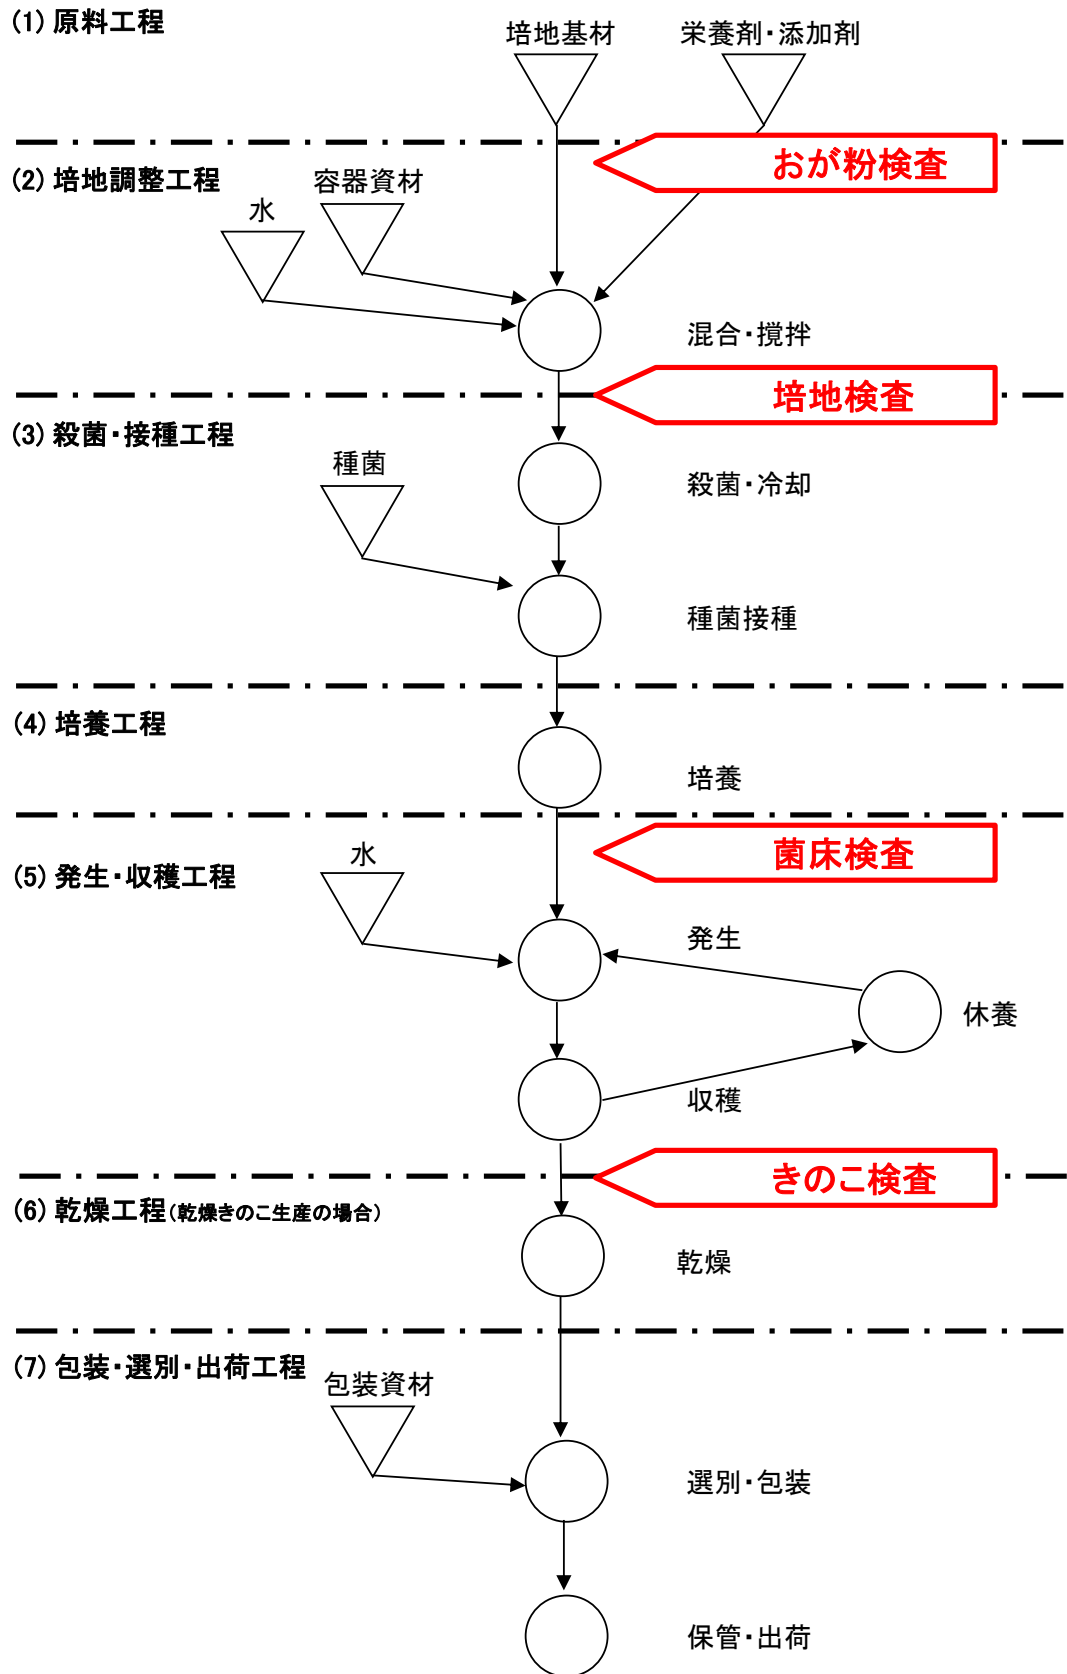 (1) 原料工程
培地基材
栄養剤・添加剤
おが粉検査
(2) 培地調整工程
容器資材
水
混合・撹拌
培地検査
(3) 殺菌・接種工程
種菌
殺菌・冷却
種菌接種
(4) 培養工程
培養
菌床検査
水
(5) 発生・収穫工程
発生
休養
収穫
きのこ検査
(6) 乾燥工程(乾燥きのこ生産の場合)
乾燥
(7) 包装・選別・出荷工程
包装資材
選別・包装
保管・出荷